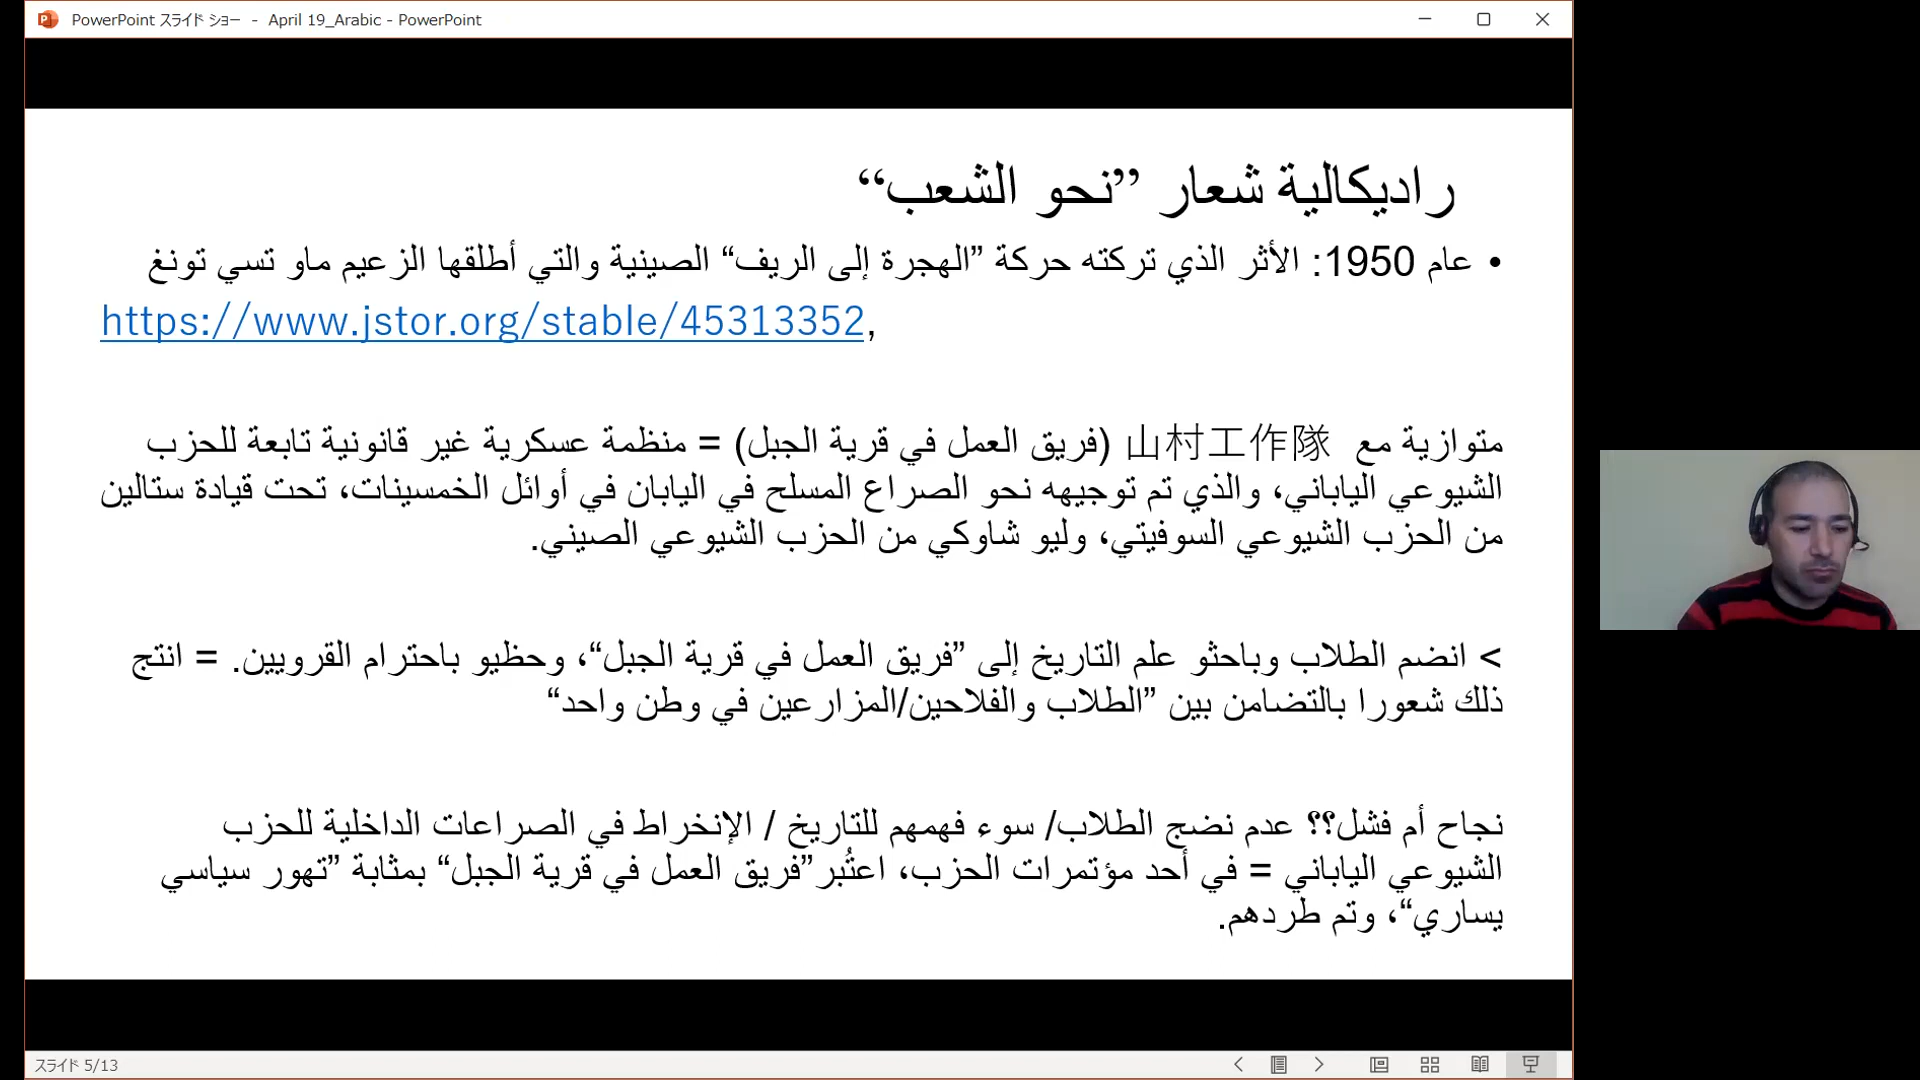 PowerPoint スライド ショー - April 19_Arabic - PowerPoint
راديكالية شعار ”نحو الشعب“
• عام 1950: الأثر الذي تركته حركة ”الهجرة إلى الريف“ الصينية والتي أطلقها الزعيم ماو تسي تونغ
https://www.jstor.org/stable/45313352,
متوازية مع 山村工作隊 (فريق العمل في قرية الجبل) = منظمة عسكرية غير قانونية تابعة للحزب
الشيوعي الياباني، والذي تم توجيهه نحو الصراع المسلح في اليابان في أوائل الخمسينات، تحت قيادة ستالين
من الحزب الشيوعي السوفيتي، وليو شاوكي من الحزب الشيوعي الصيني.
> انضم الطلاب وباحثو علم التاريخ إلى ”فريق العمل في قرية الجبل“، وحظيو باحترام القرويين. = انتج
ذلك شعورا بالتضامن بين ”الطلاب والفلاحين/المزارعين في وطن واحد“
نجاح أم فشل؟؟ عدم نضج الطلاب/ سوء فهمهم للتاريخ / الإنخراط في الصراعات الداخلية للحزب
الشيوعي الياباني = في أحد مؤتمرات الحزب، اعتُبر”فريق العمل في قرية الجبل“ بمثابة ”تهور سياسي
يساري“، وتم طردهم.
スライド 5/13